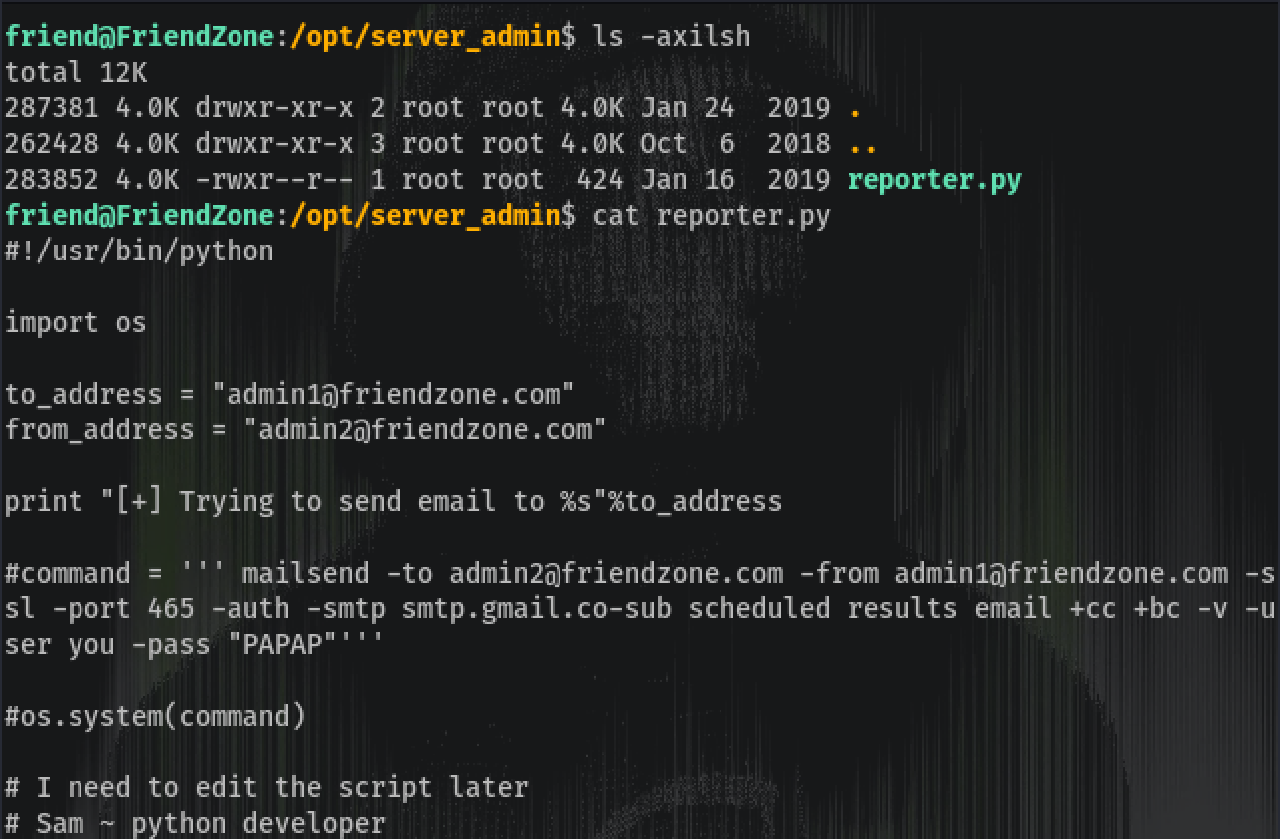 friend@FriendZone:/opt/server_admin$ ls -axilsh
total 12K
287381 4.0K drwxr-xr-x 2 root root 4.0K Jan 24  2019 .
262428 4.0K drwxr-xr-x 3 root root 4.0K Oct  6  2018 ..
283852 4.0K -rwxr--r-- 1 root root  424 Jan 16  2019 reporter.py
friend@FriendZone:/opt/server_admin$ cat reporter.py
#!/usr/bin/python
import os
to_address = "admin1@friendzone.com"
from_address = "admin2@friendzone.com"
print "[+] Trying to send email to %s"%to_address
#command = ''' mailsend -to admin2@friendzone.com -from admin1@friendzone.com -s
sl -port 465 -auth -smtp smtp.gmail.co-sub scheduled results email +cc +bc -v -u
ser you -pass "PAPAP"'''
#os.system(command)
# I need to edit the script later
# Sam ~ python developer